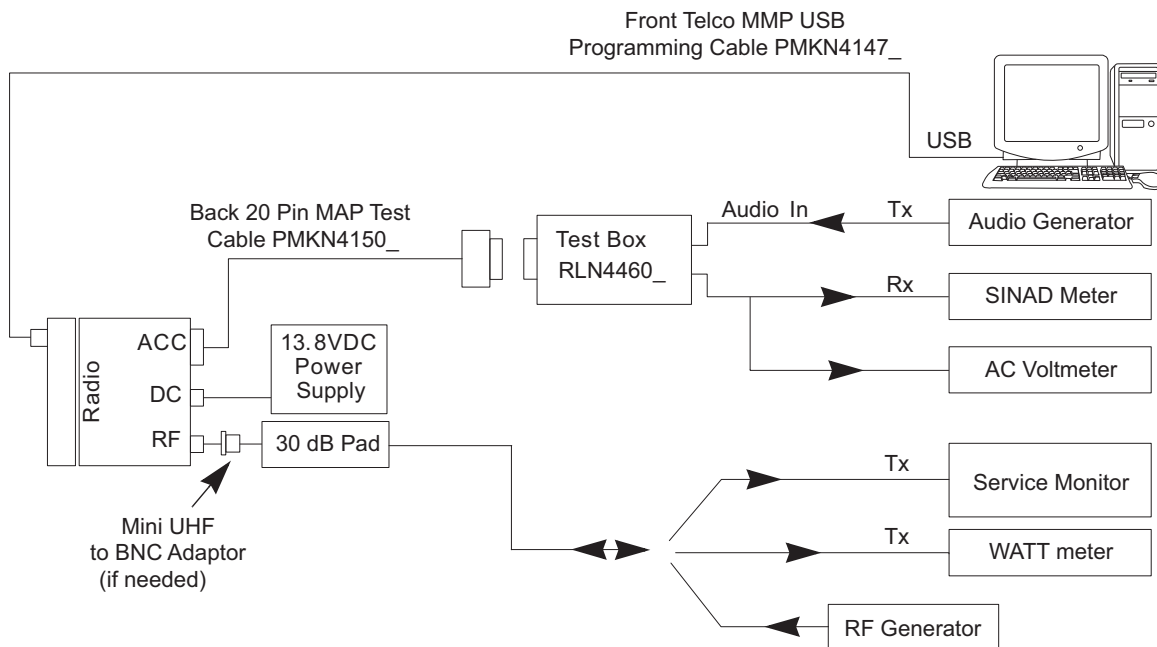 Front Telco MMP USB
Programming Cable PMKN4147_
USB
Back 20 Pin MAP Test
Cable PMKN4150_
Test Box
RLN4460_
Audio In
Tx
Audio Generator
Rx
SINAD Meter
AC Voltmeter
Radio
ACC
DC
RF
13.8VDC
Power
Supply
30 dB Pad
Mini UHF
to BNC Adaptor
(if needed)
Tx
Service Monitor
Tx
WATT meter
RF Generator